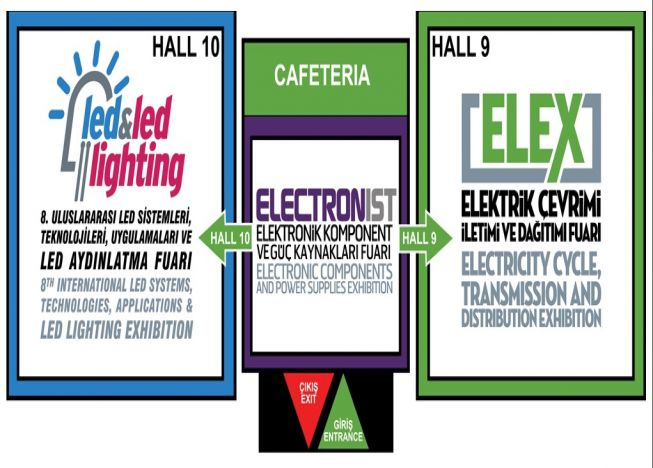 HALL 10
led&led
lighting
8. ULUSLARARASI LED SİSTEMLERİ,
TEKNOLOJİLERİ, UYGULAMALARI VE
LED AYDINLATMA FUARI
8TH INTERNATIONAL LED SYSTEMS,
TECHNOLOGIES, APPLICATIONS &
LED LIGHTING EXHIBITION
CAFETERIA
ELECTRONIST
ELEKTRONİK KOMPONENT
VE GÜÇ KAYNAKLARI FUARI
ELECTRONIC COMPONENTS
AND POWER SUPPLIES EXHIBITION
HALL 10
HALL 9
ÇIKIŞ
EXIT
GİRİŞ
ENTRANCE
HALL 9
ELEX
ELEKTRİK ÇEVRİMİ
İLETİMİ VE DAĞITIMI FUARI
ELECTRICITY CYCLE,
TRANSMISSION AND
DISTRIBUTION EXHIBITION